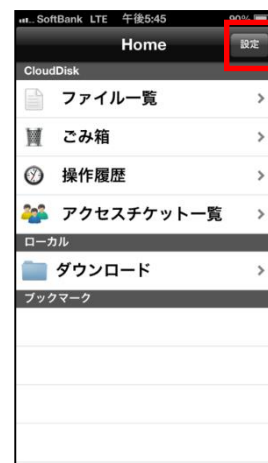 SoftBank LTE 午後5:45 90%
Home
設定
CloudDisk
ファイル一覧
ごみ箱
操作履歴
アクセスチケット一覧
ローカル
ダウンロード
ブックマーク